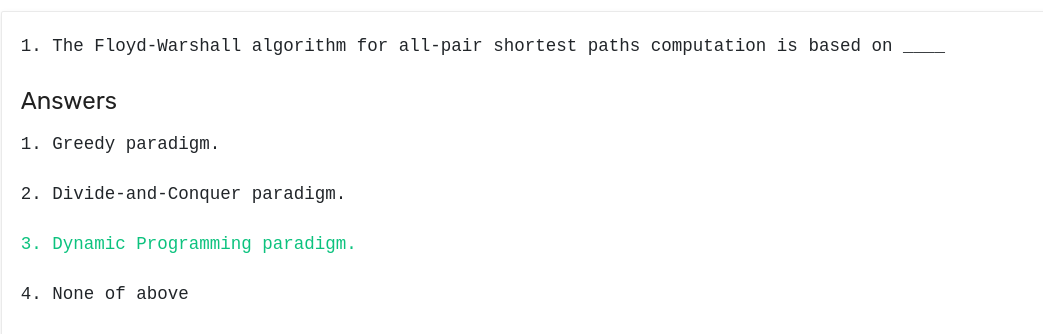 1. The Floyd-Warshall algorithm for all-pair shortest paths computation is based on ____
Answers
1. Greedy paradigm.
2. Divide-and-Conquer paradigm.
3. Dynamic Programming paradigm.
4. None of above